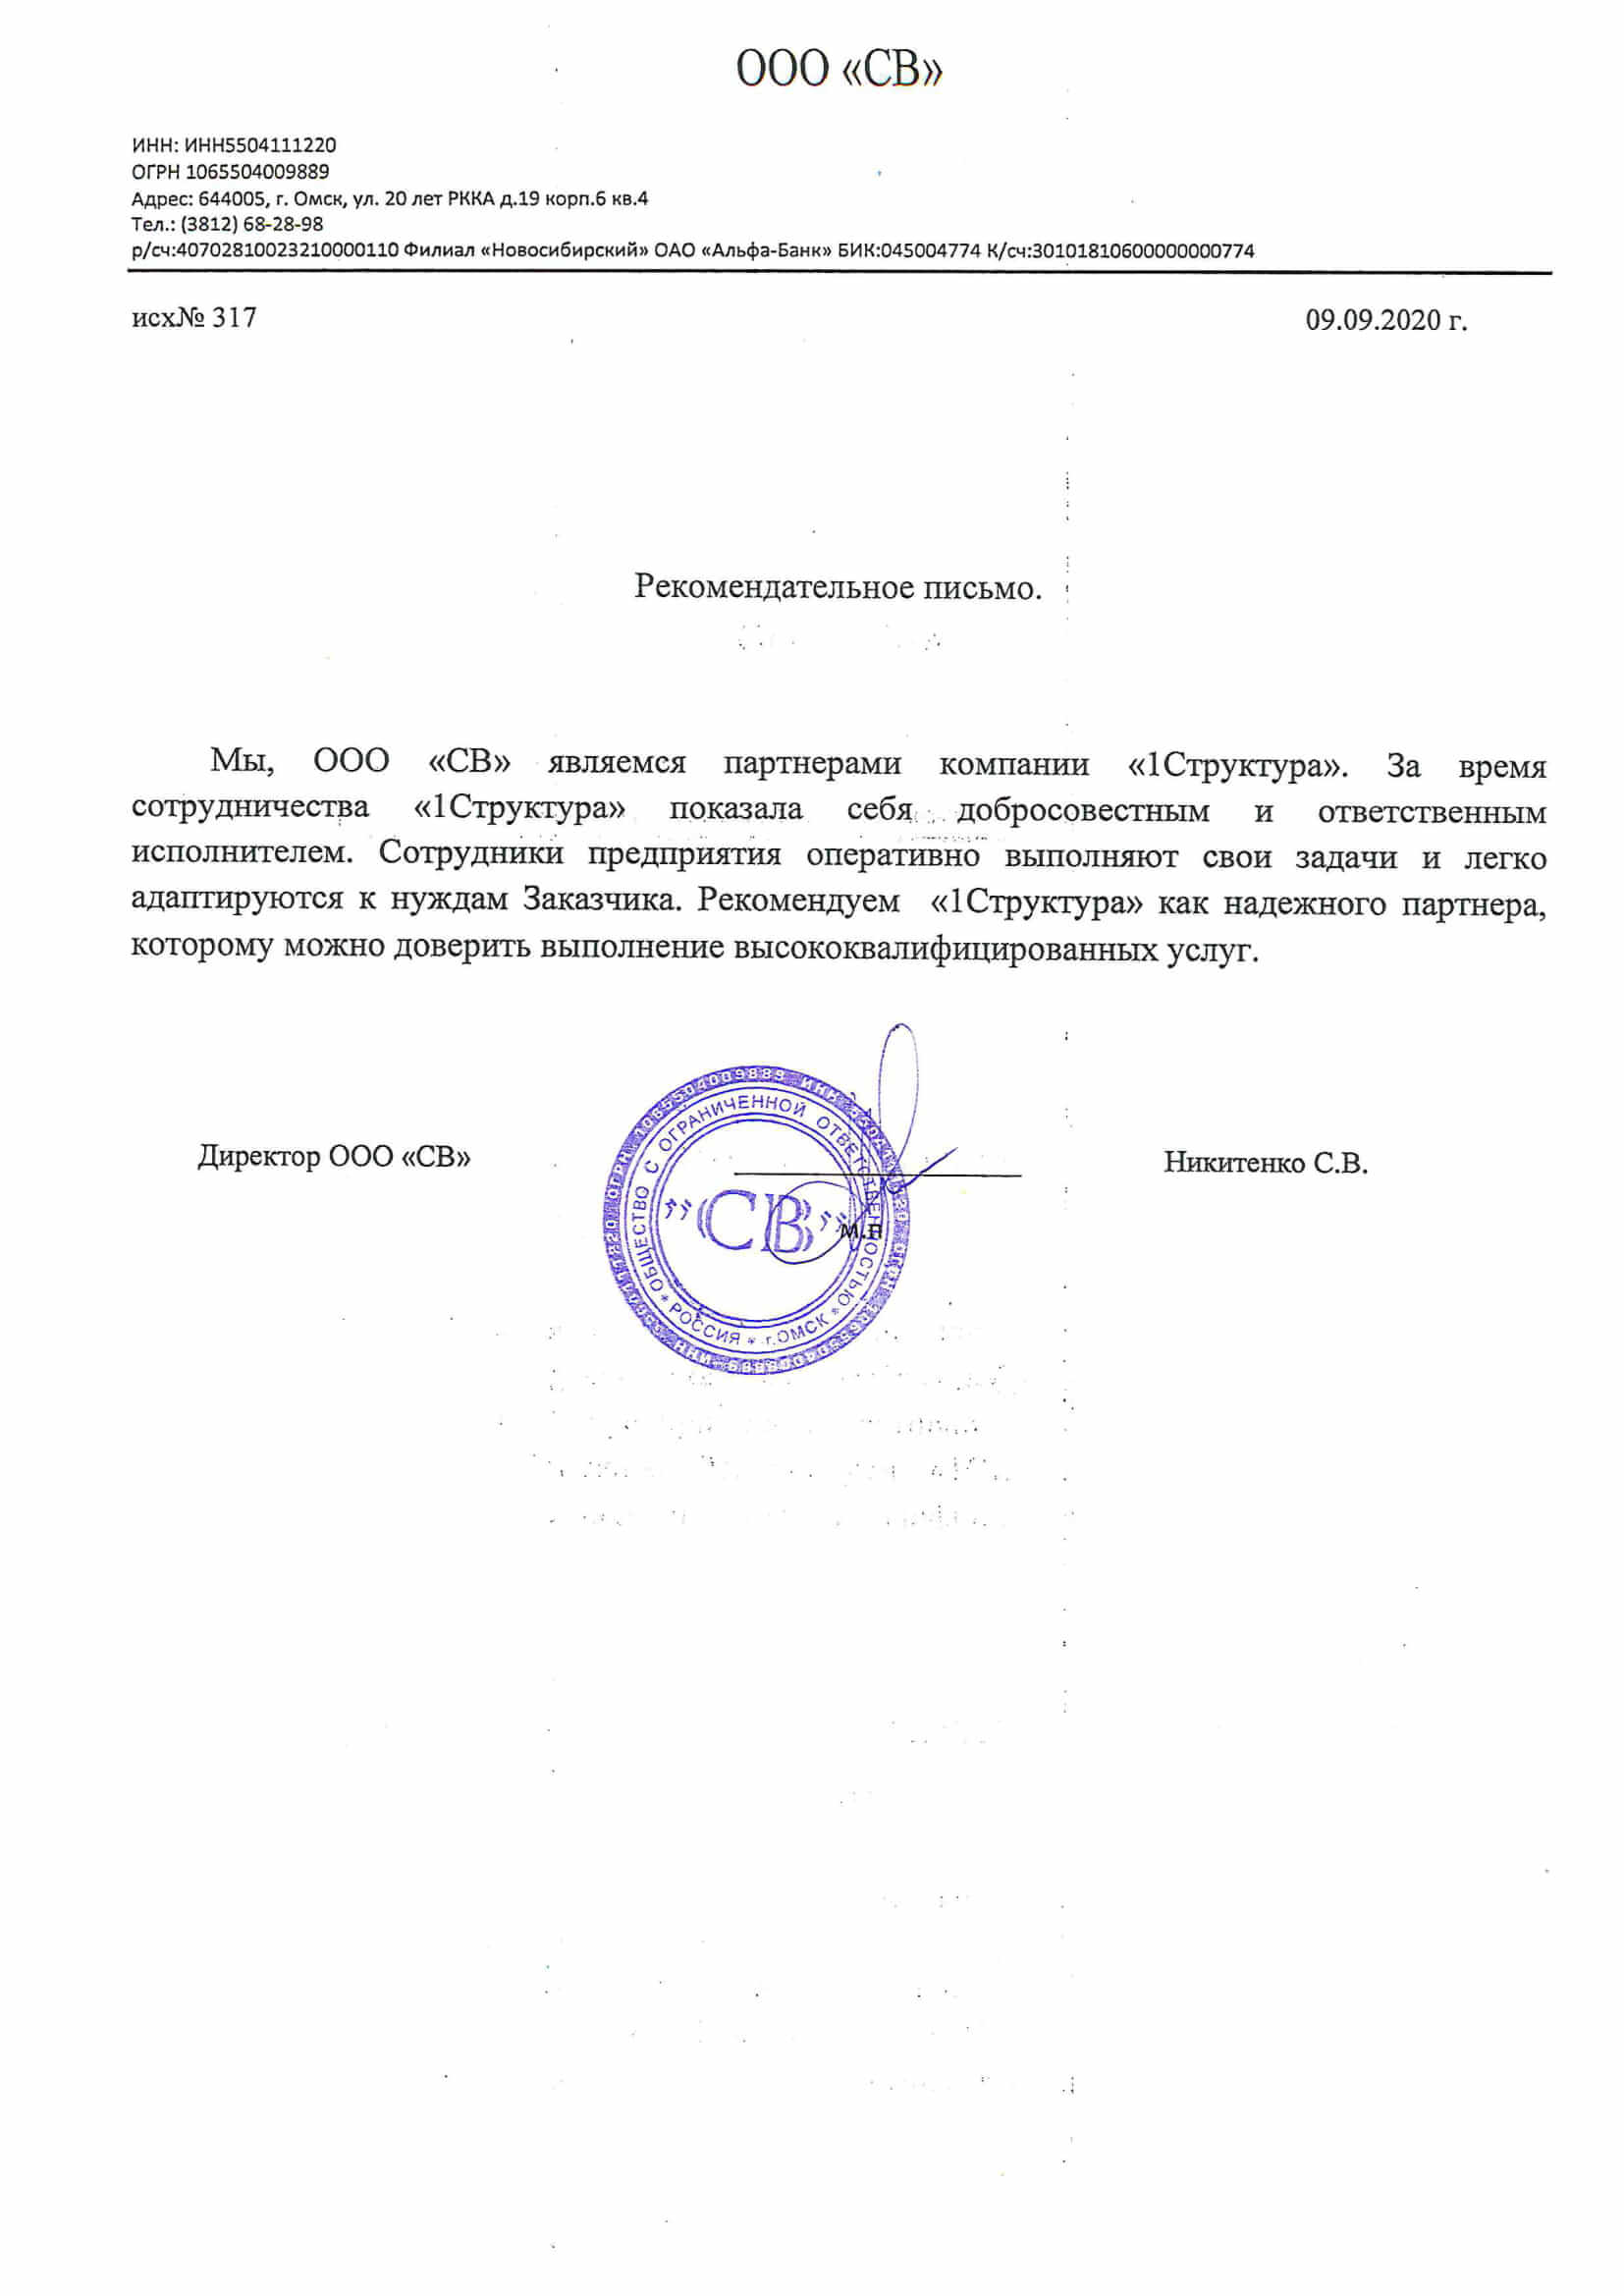 ООО «СВ»
ИНН: ИНН5504111220
ОГРН 1065504009889
Адрес: 644005, г. Омск, ул. 20 лет РККА д.19 корп.6 кв.4
Тел.: (3812) 68-28-98
р/сч:40702810023210000110 Филиал «Новосибирский» ОАО «Альфа-Банк» БИК:045004774 К/сч:30101810600000000774
исх№ 317
09.09.2020 г.
Рекомендательное письмо.
Мы, ООО «СВ» являемся партнерами компании «1Структура». За время
сотрудничества «1Структура» показала себя добросовестным и ответственным
исполнителем. Сотрудники предприятия оперативно выполняют свои задачи и легко
адаптируются к нуждам Заказчика. Рекомендуем «1Структура» как надежного партнера,
которому можно доверить выполнение высококвалифицированных услуг.
Директор ООО «СВ»
Никитенко С.В.
м.п
ОБЩЕСТВО С ОГРАНИЧЕННОЙ ОТВЕТСТВЕННОСТЬЮ
* РОССИЯ * г.ОМСК *
"СВ"